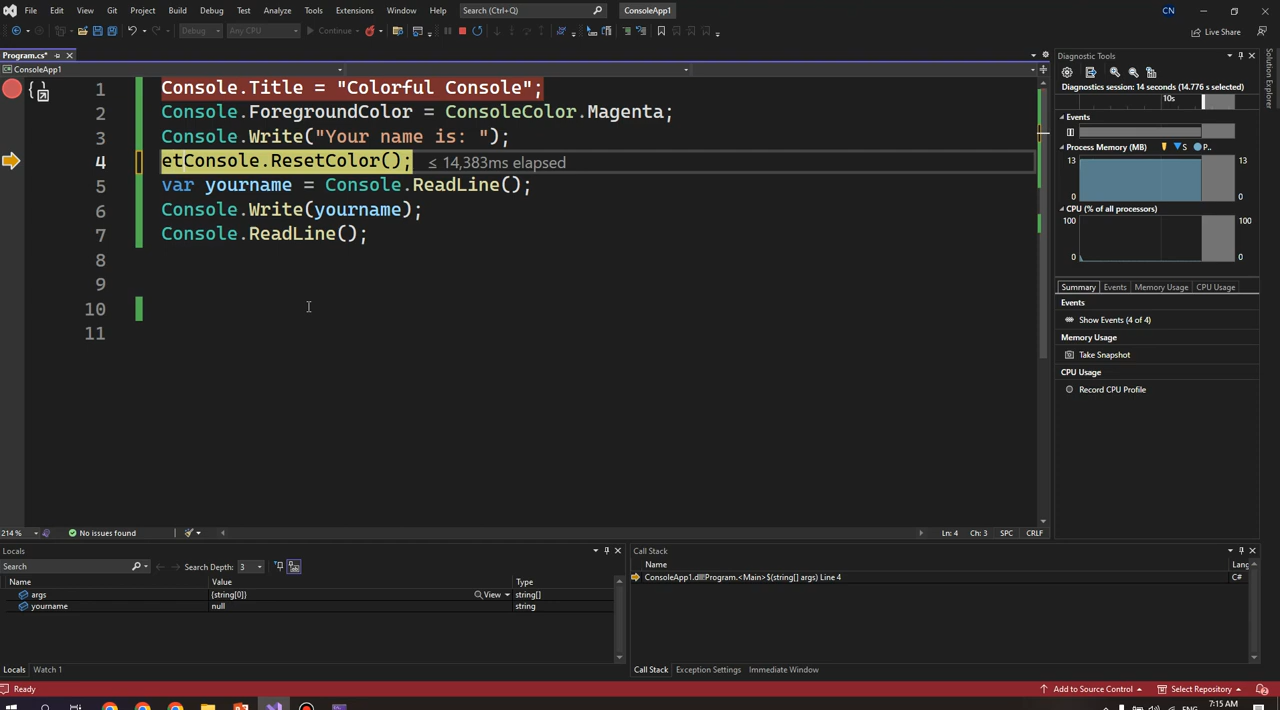 File Edit View Git Project Build Debug Test Analyze Tools Extensions Window Help Search (Ctrl+Q) ConsoleApp1 CN
Debug Any CPU Continue Live Share
Program.cs*
ConsoleApp1
1 Console.Title = "Colorful Console";
2 Console.ForegroundColor = ConsoleColor.Magenta;
3 Console.Write("Your name is: ");
4 etConsole.ResetColor(); ≤ 14,383ms elapsed
5 var yourname = Console.ReadLine();
6 Console.Write(yourname);
7 Console.ReadLine();
8
9
10
11
214 % No issues found Ln: 4 Ch: 3 SPC CRLF
Diagnostic Tools
Diagnostic session: 14 seconds (14.776 s selected)
10s
Events
Process Memory (MB) S P..
13 13
0 0
CPU (% of all processors)
100 100
0 0
Summary Events Memory Usage CPU Usage
Events
Show Events (4 of 4)
Memory Usage
Take Snapshot
CPU Usage
Record CPU Profile
Solution Explorer
Locals
Search Search Depth: 3
Name Value Type
args {string[0]} View string[]
yourname null string
Locals Watch 1
Call Stack
Name Lang
ConsoleApp1.dll!Program.<Main>$(string[] args) Line 4 C#
Call Stack Exception Settings Immediate Window
Ready Add to Source Control Select Repository 2
7:15 AM